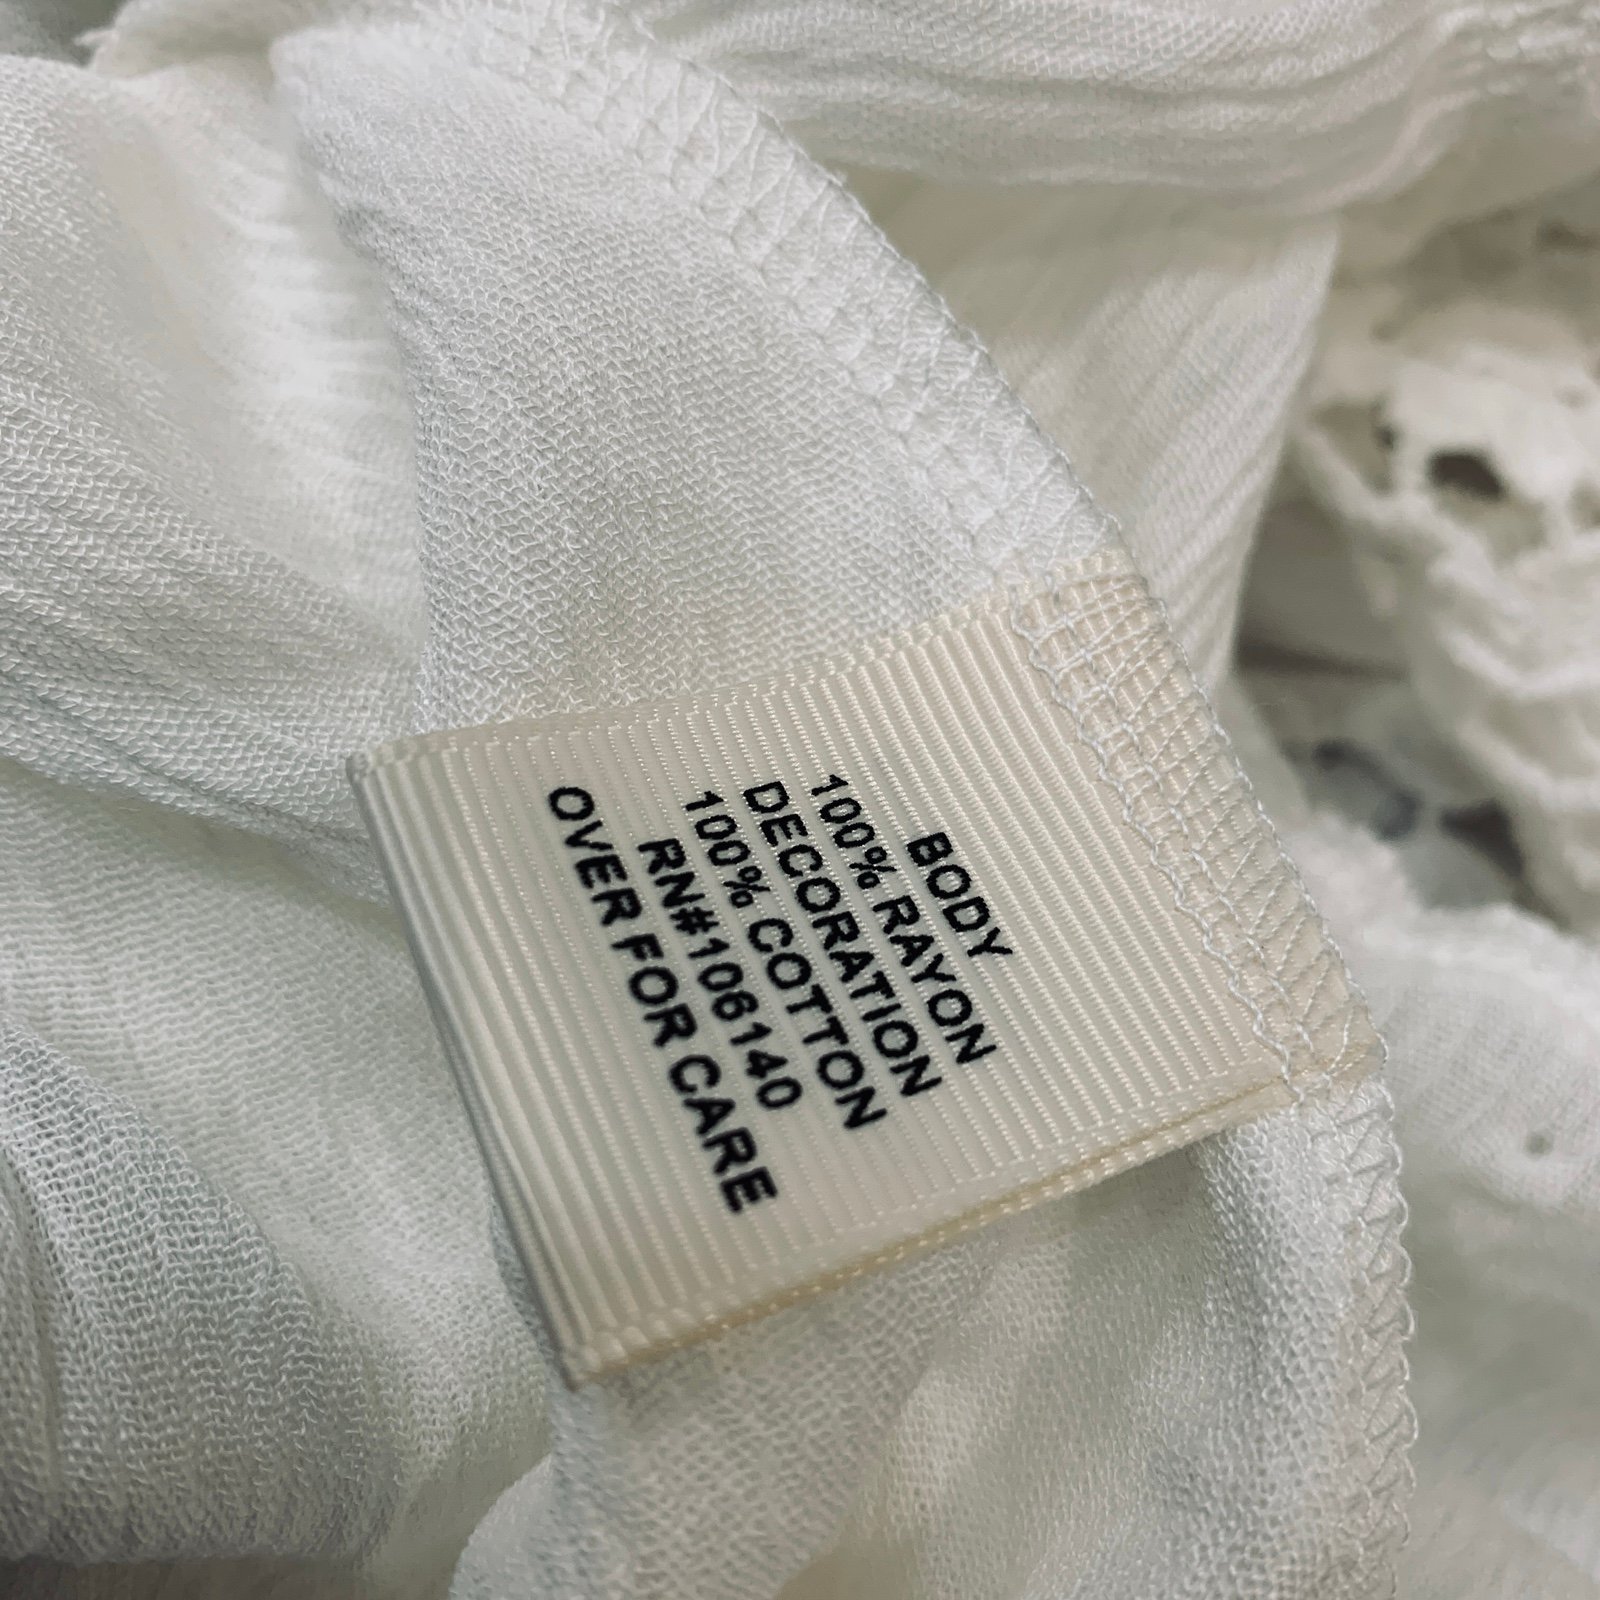 BODY
100% RAYON
DECORATION
100% COTTON
RN#106140
OVER FOR CARE